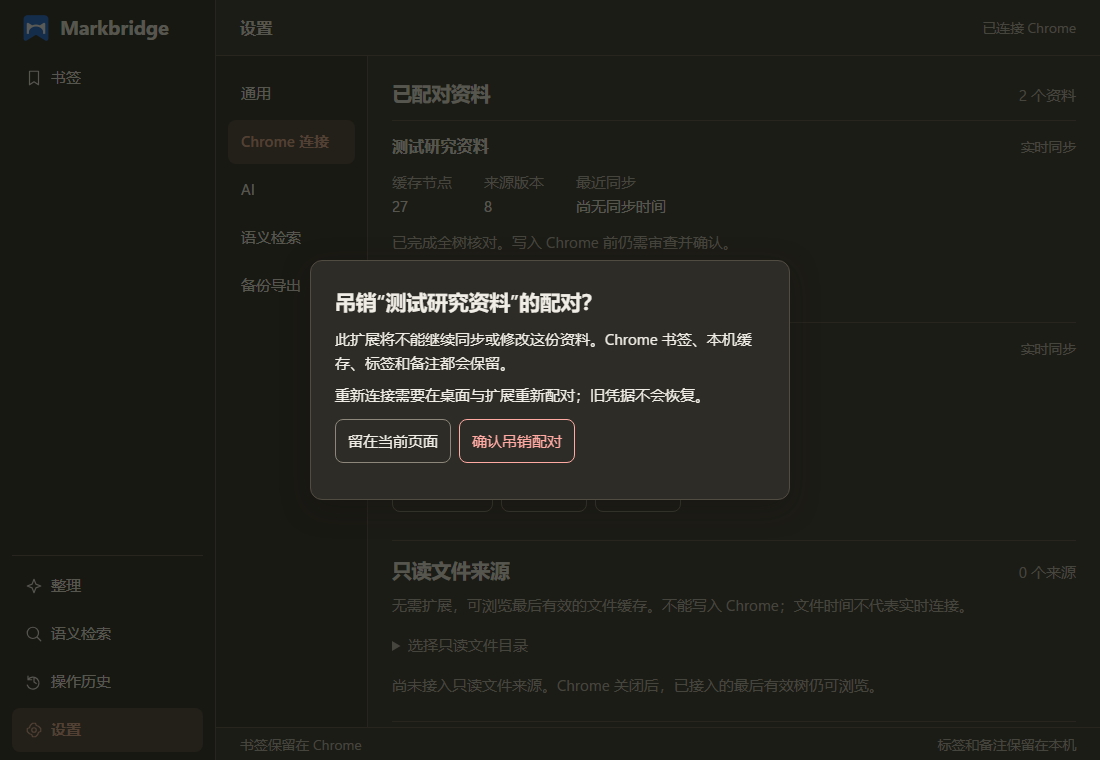 Markbridge
书签
整理
语义检索
操作历史
设置
设置
已连接 Chrome
通用
Chrome 连接
AI
语义检索
备份导出
已配对资料
2 个资料
测试研究资料
实时同步
缓存节点 来源版本 最近同步
27 8 尚无同步时间
已完成全树核对。写入 Chrome 前仍需审查并确认。
实时同步
吊销“测试研究资料”的配对？
此扩展将不能继续同步或修改这份资料。Chrome 书签、本机缓
存、标签和备注都会保留。
重新连接需要在桌面与扩展重新配对；旧凭据不会恢复。
留在当前页面 确认吊销配对
只读文件来源
0 个来源
无需扩展，可浏览最后有效的文件缓存。不能写入 Chrome；文件时间不代表实时连接。
选择只读文件目录
尚未接入只读文件来源。Chrome 关闭后，已接入的最后有效树仍可浏览。
书签保留在 Chrome
标签和备注保留在本机